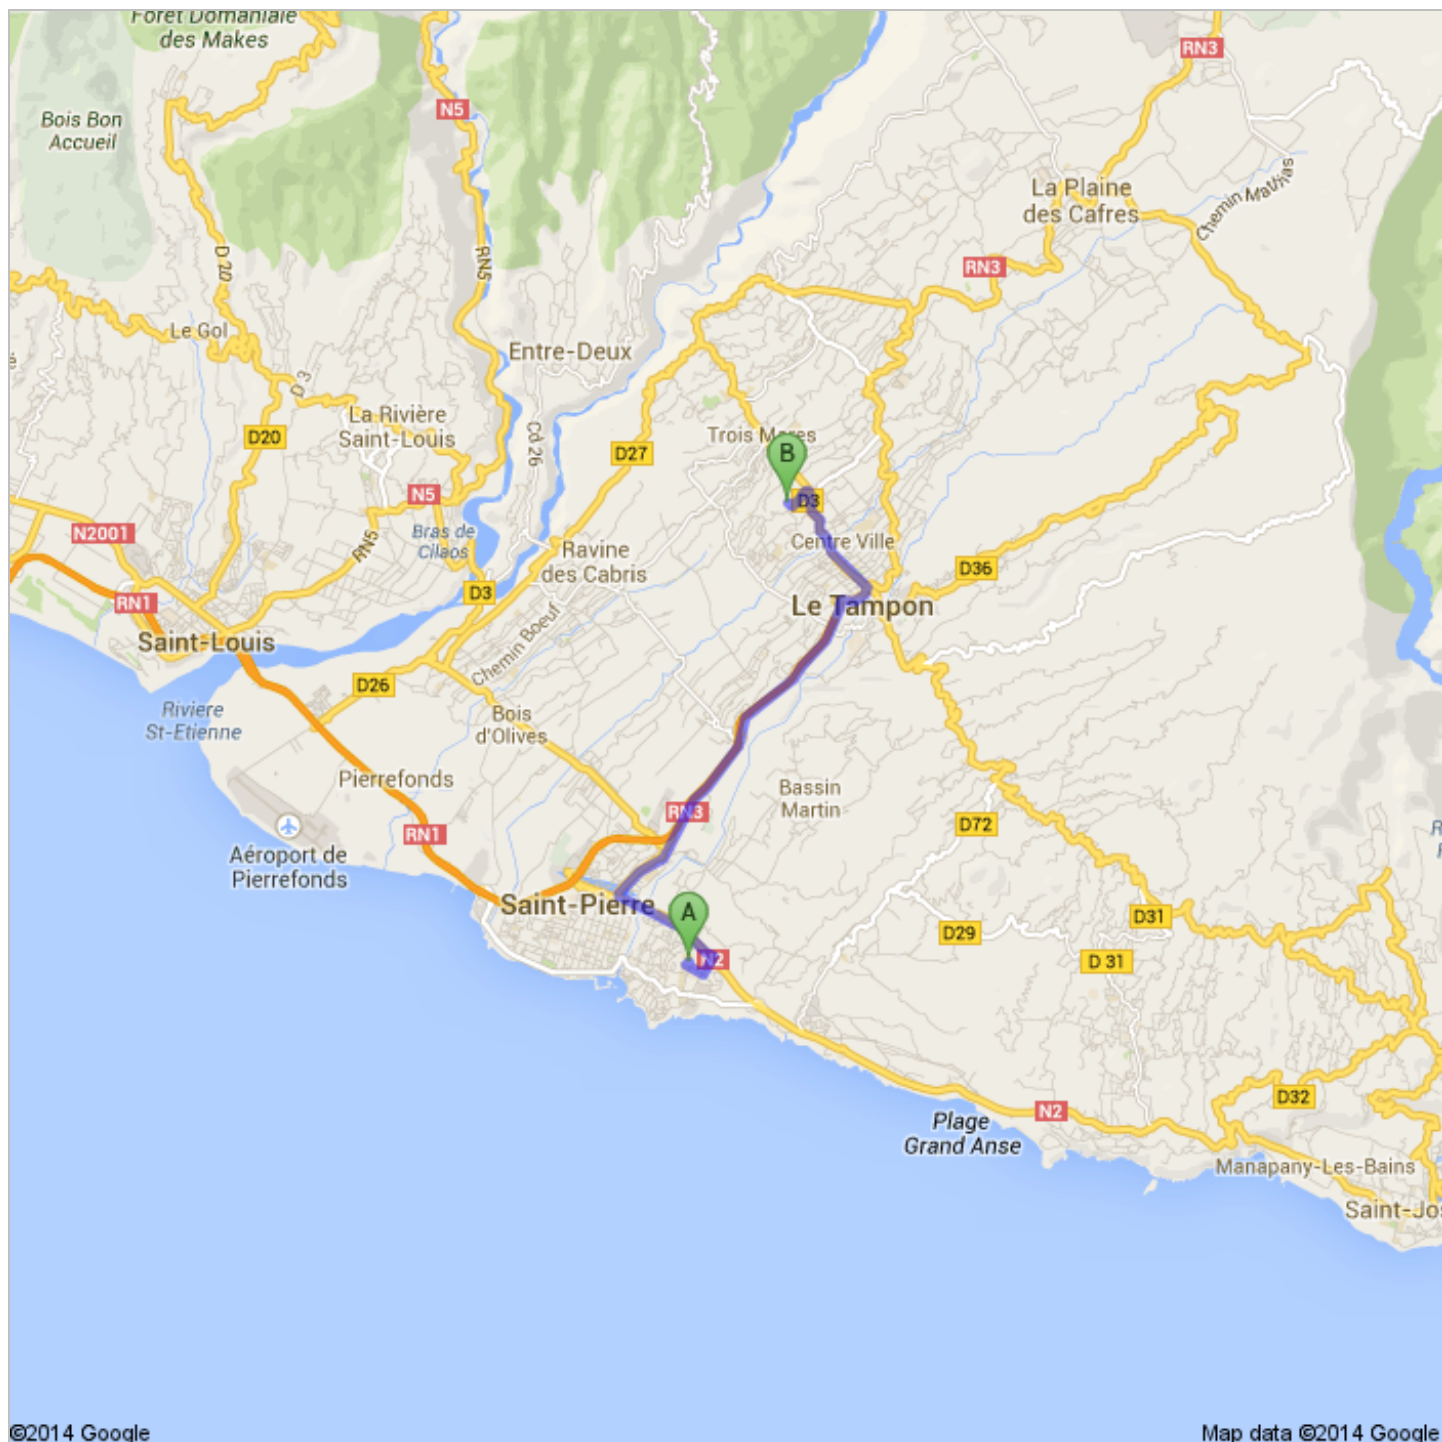 Forêt Domaniale
des Makes
RN3
N5
Bois Bon
Accueil
La Plaine
des Cafres
Chemin Mathias
D 20
RN5
RN3
Le Gol
Entre-Deux
D 3
La Rivière
Saint-Louis
D20
Cd 26
D27
Trois Mares
B
N5
D3
N2001
Bras de
Cilaos
RN5
Centre Ville
Ravine
des Cabris
D36
D3
RN1
Le Tampon
Saint-Louis
Chemin Boeuf
D26
Riviere
St-Etienne
Bois
d'Olives
Pierrefonds
Bassin
Martin
RN3
D72
RN1
Aéroport de
Pierrefonds
Saint-Pierre
A
D31
D29
N2
D 31
D32
N2
Plage
Grand Anse
Manapany-Les-Bains
Saint-Jos
©2014 Google
Map data ©2014 Google